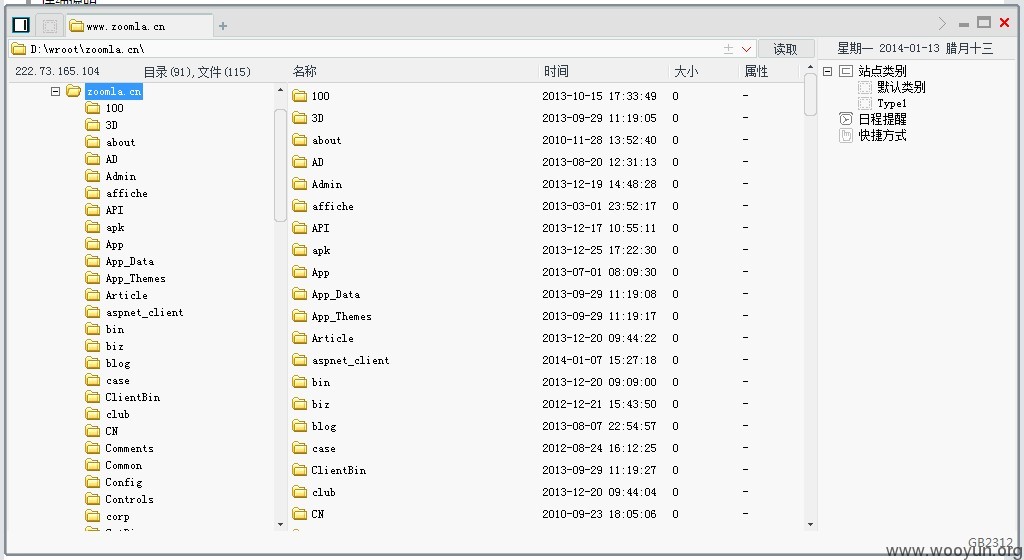 www.zoomla.cn
D:\wroot\zoomla.cn\ 读取 星期一 2014-01-13 腊月十三
222.73.165.104 目录(91),文件(115) 名称 时间 大小 属性
zoomla.cn
100
3D
about
AD
Admin
affiche
API
apk
App
App_Data
App_Themes
Article
aspnet_client
bin
biz
blog
case
ClientBin
club
CN
Comments
Common
Config
Controls
corp
100 2013-10-15 17:33:49 0 -
3D 2013-09-29 11:19:05 0 -
about 2010-11-28 13:52:40 0 -
AD 2013-08-20 12:31:13 0 -
Admin 2013-12-19 14:48:28 0 -
affiche 2013-03-01 23:52:17 0 -
API 2013-12-17 10:55:11 0 -
apk 2013-12-25 17:22:30 0 -
App 2013-07-01 08:09:30 0 -
App_Data 2013-09-29 11:19:08 0 -
App_Themes 2013-09-29 11:19:17 0 -
Article 2013-12-20 09:44:22 0 -
aspnet_client 2014-01-07 15:27:18 0 -
bin 2013-12-20 09:09:00 0 -
biz 2012-12-21 15:43:50 0 -
blog 2013-08-07 22:54:57 0 -
case 2012-08-24 16:12:25 0 -
ClientBin 2013-09-29 11:19:27 0 -
club 2013-12-20 09:44:04 0 -
CN 2010-09-23 18:05:06 0 -
站点类别
默认类别
Type1
日程提醒
快捷方式
GB2312
www.wooyun.org